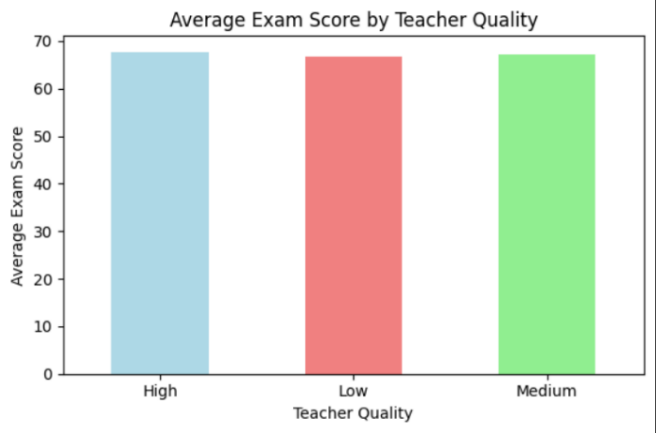 Average Exam Score by Teacher Quality
70
60
50
40
30
20
10
0
Average Exam Score
High
Low
Medium
Teacher Quality